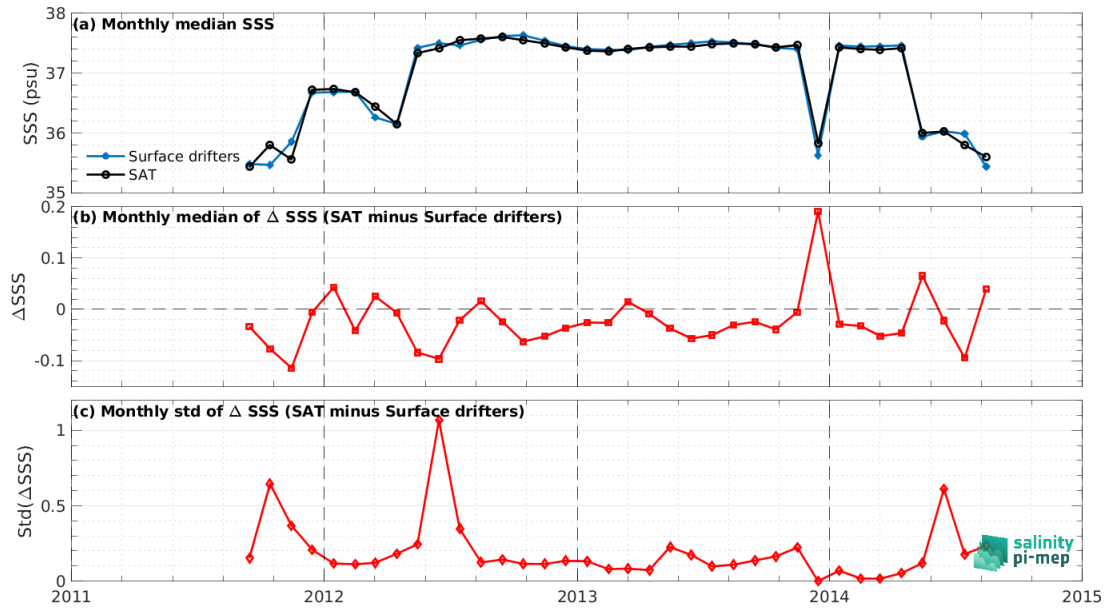 (a) Monthly median SSS
38
37
36
35
SSS (psu)
Surface drifters
SAT
(b) Monthly median of Δ SSS (SAT minus Surface drifters)
0.2
0.1
0
-0.1
ΔSSS
(c) Monthly std of Δ SSS (SAT minus Surface drifters)
1
0.5
0
Std(ΔSSS)
salinity
pi-mep
2011 2012 2013 2014 2015